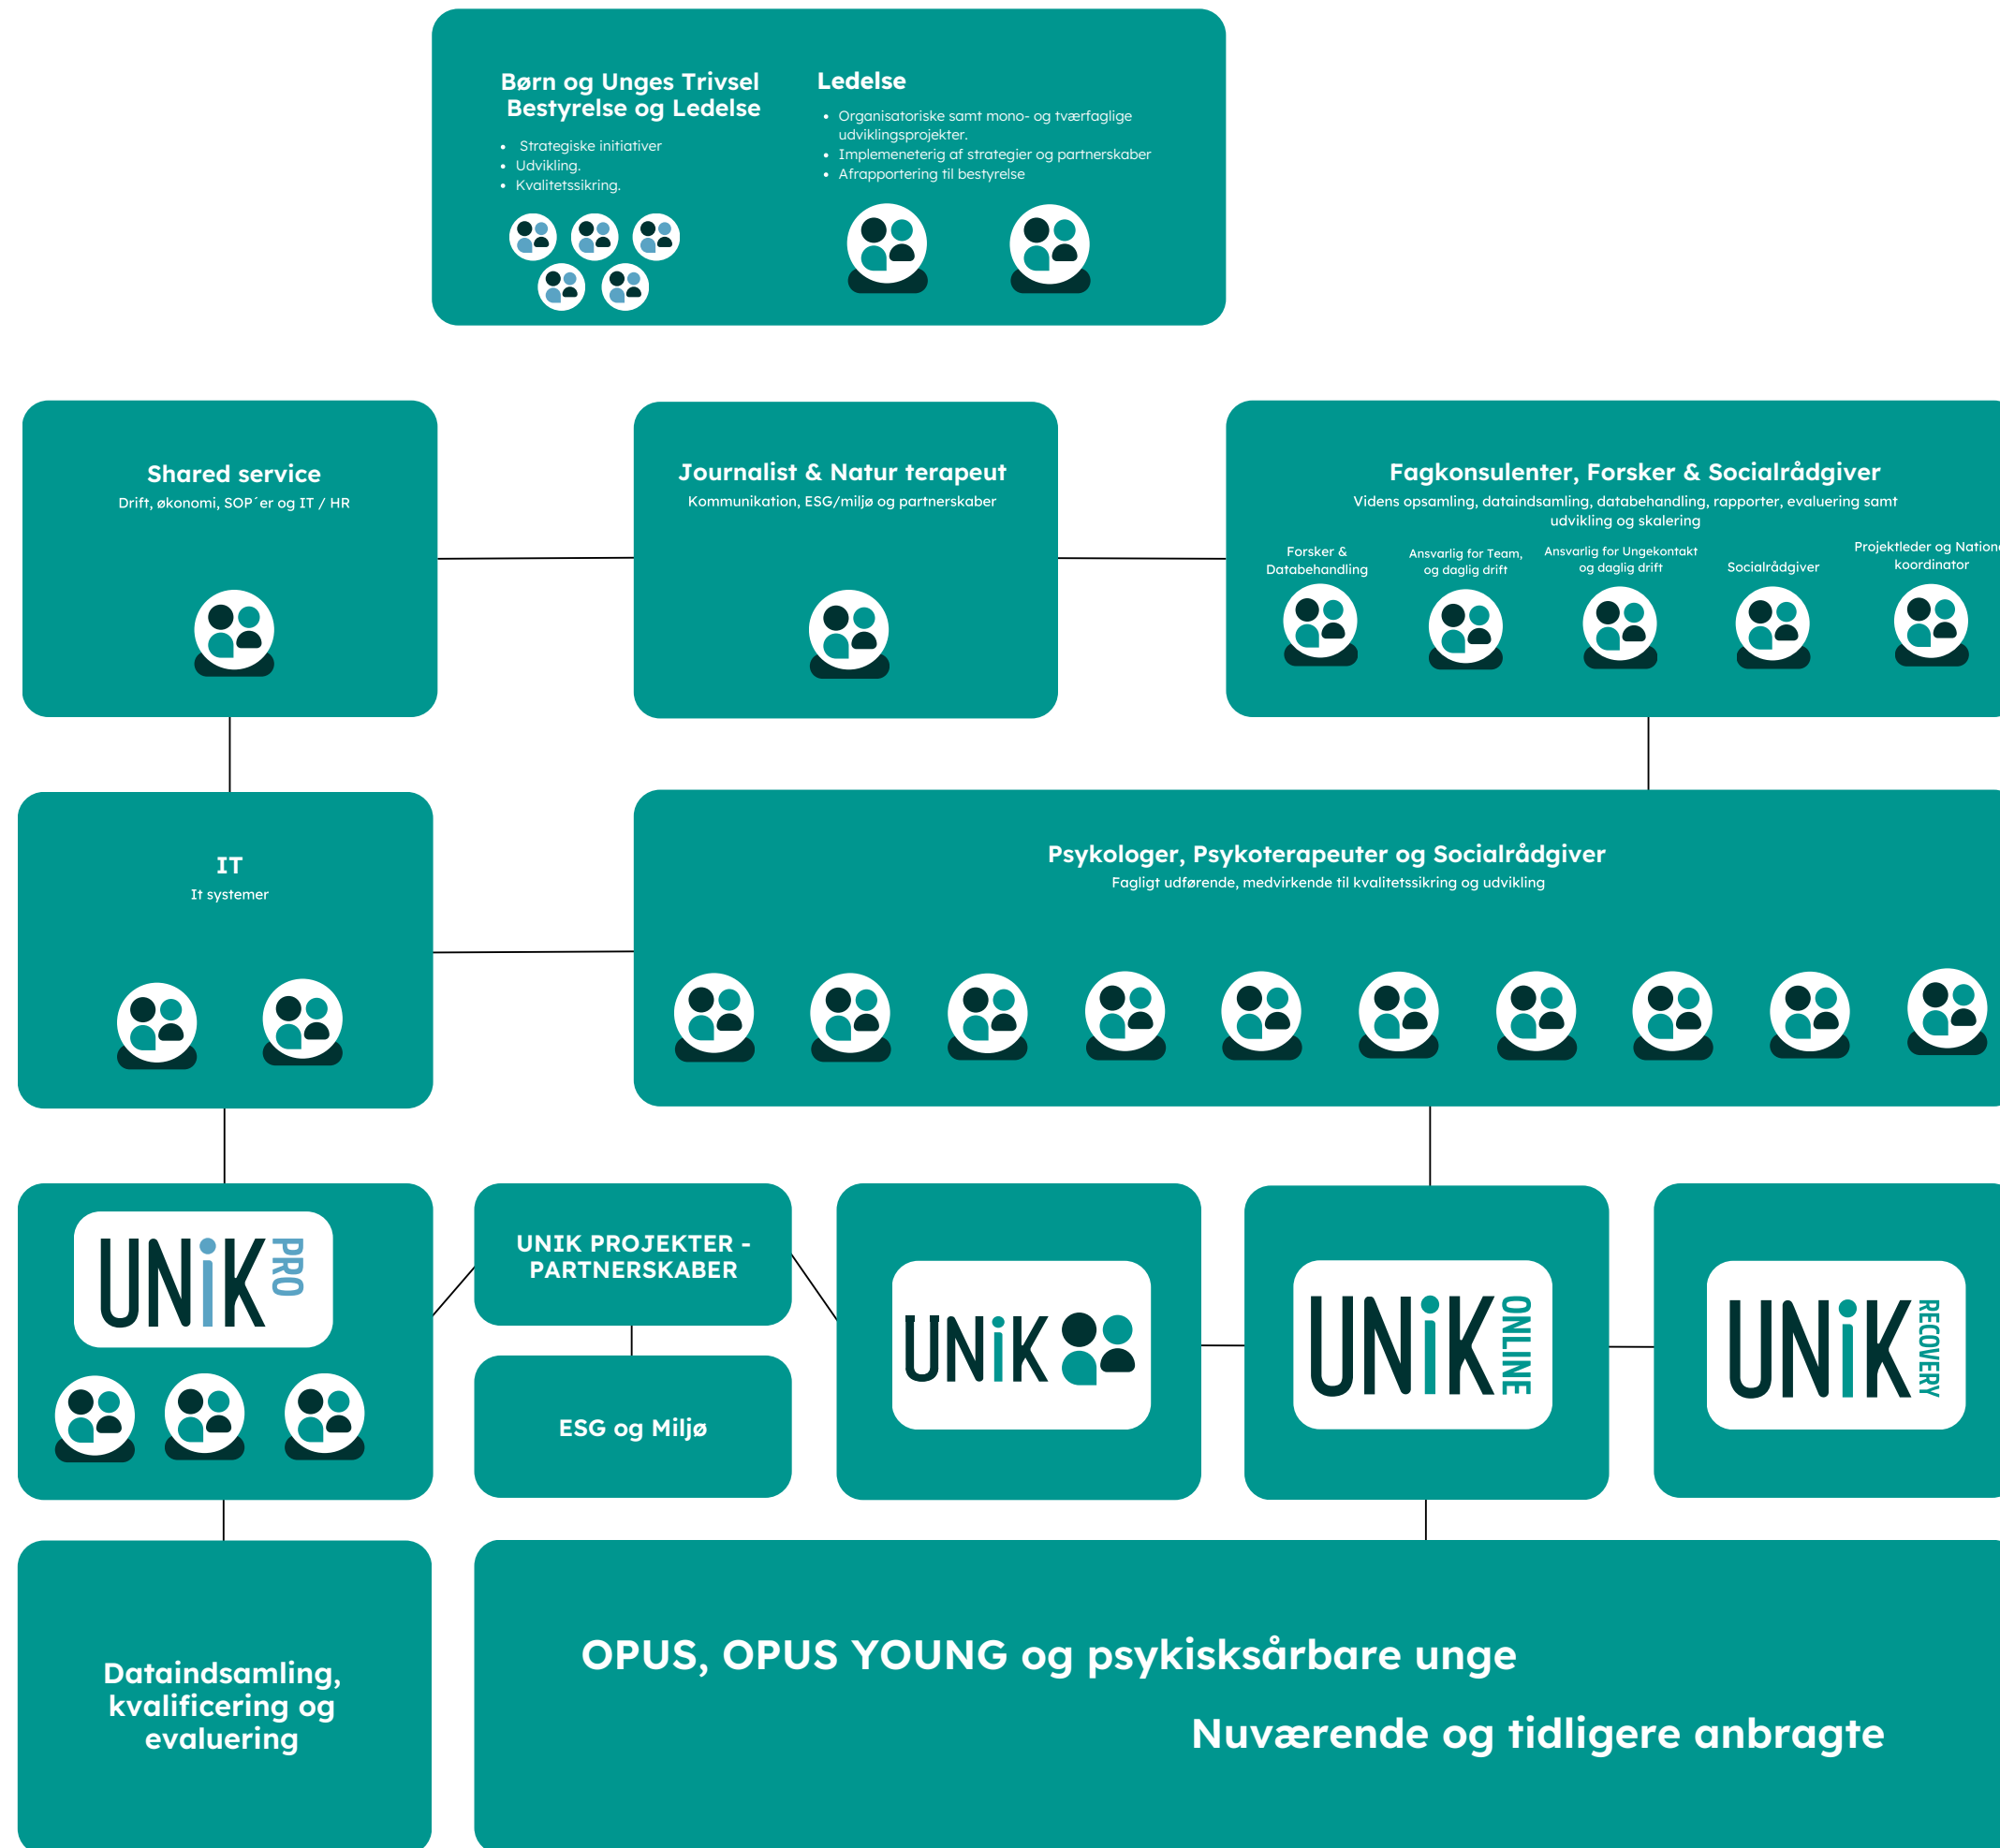 Børn og Unges Trivsel
Bestyrelse og Ledelse
• Strategiske initiativer
• Udvikling.
• Kvalitetssikring.
Ledelse
• Organisatoriske samt mono- og tværfaglige
udviklingsprojekter.
• Implemeneterig af strategier og partnerskaber
• Afrapportering til bestyrelse
Shared service
Drift, økonomi, SOP´er og IT / HR
Journalist & Natur terapeut
Kommunikation, ESG/miljø og partnerskaber
Fagkonsulenter, Forsker & Socialrådgiver
Videns opsamling, dataindsamling, databehandling, rapporter, evaluering samt
udvikling og skalering
Forsker &
Databehandling
Ansvarlig for Team,
og daglig drift
Ansvarlig for Ungekontakt
og daglig drift
Socialrådgiver
Projektleder og Nation
koordinator
IT
It systemer
Psykologer, Psykoterapeuter og Socialrådgiver
Fagligt udførende, medvirkende til kvalitetssikring og udvikling
UNiK PRO
UNIK PROJEKTER -
PARTNERSKABER
ESG og Miljø
UNiK
UNiK ONLINE
UNiK RECOVERY
Dataindsamling,
kvalificering og
evaluering
OPUS, OPUS YOUNG og psykisksårbare unge
Nuværende og tidligere anbragte